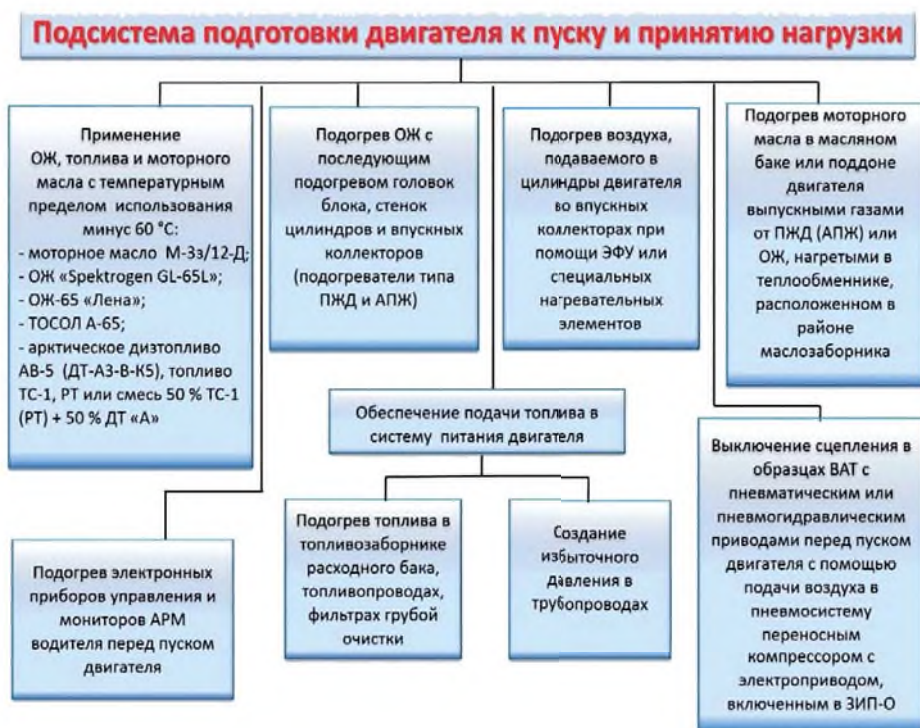 Подсистема подготовки двигателя к пуску и принятию нагрузки
Применение
ОЖ, топлива и моторного
масла с температурным
пределом использования
минус 60 °С:
- моторное масло М-3з/12-Д;
- ОЖ «Spektrogen GL-65L»;
- ОЖ-65 «Лена»;
- ТОСОЛ А-65;
- арктическое дизтопливо
АВ-5 (ДТ-АЗ-В-К5), топливо
ТС-1, РТ или смесь 50 % ТС-1
(РТ) + 50 % ДТ «А»
Подогрев ОЖ с
последующим
подогревом головок
блока, стенок
цилиндров и впускных
коллекторов
(подогреватели типа
ПЖД и АПЖ)
Подогрев воздуха,
подаваемого в
цилиндры двигателя
во впускных
коллекторах при
помощи ЭФУ или
специальных
нагревательных
элементов
Подогрев моторного
масла в масляном
баке или поддоне
двигателя
выпускными газами
от ПЖД (АПЖ) или
ОЖ, нагретыми в
теплообменнике,
расположенном в
районе
маслозаборника
Обеспечение подачи топлива в
систему питания двигателя
Подогрев электронных
приборов управления и
мониторов АРМ
водителя перед пуском
двигателя
Подогрев топлива в
топливозаборнике
расходного бака,
топливопроводах,
фильтрах грубой
очистки
Создание
избыточного
давления в
трубопроводах
Выключение сцепления в
образцах ВАТ с
пневматическим или
пневмогидравлическим
приводами перед пуском
двигателя с помощью
подачи воздуха в
пневмосистему
переносным
компрессором с
электроприводом,
включенным в ЗИП-О